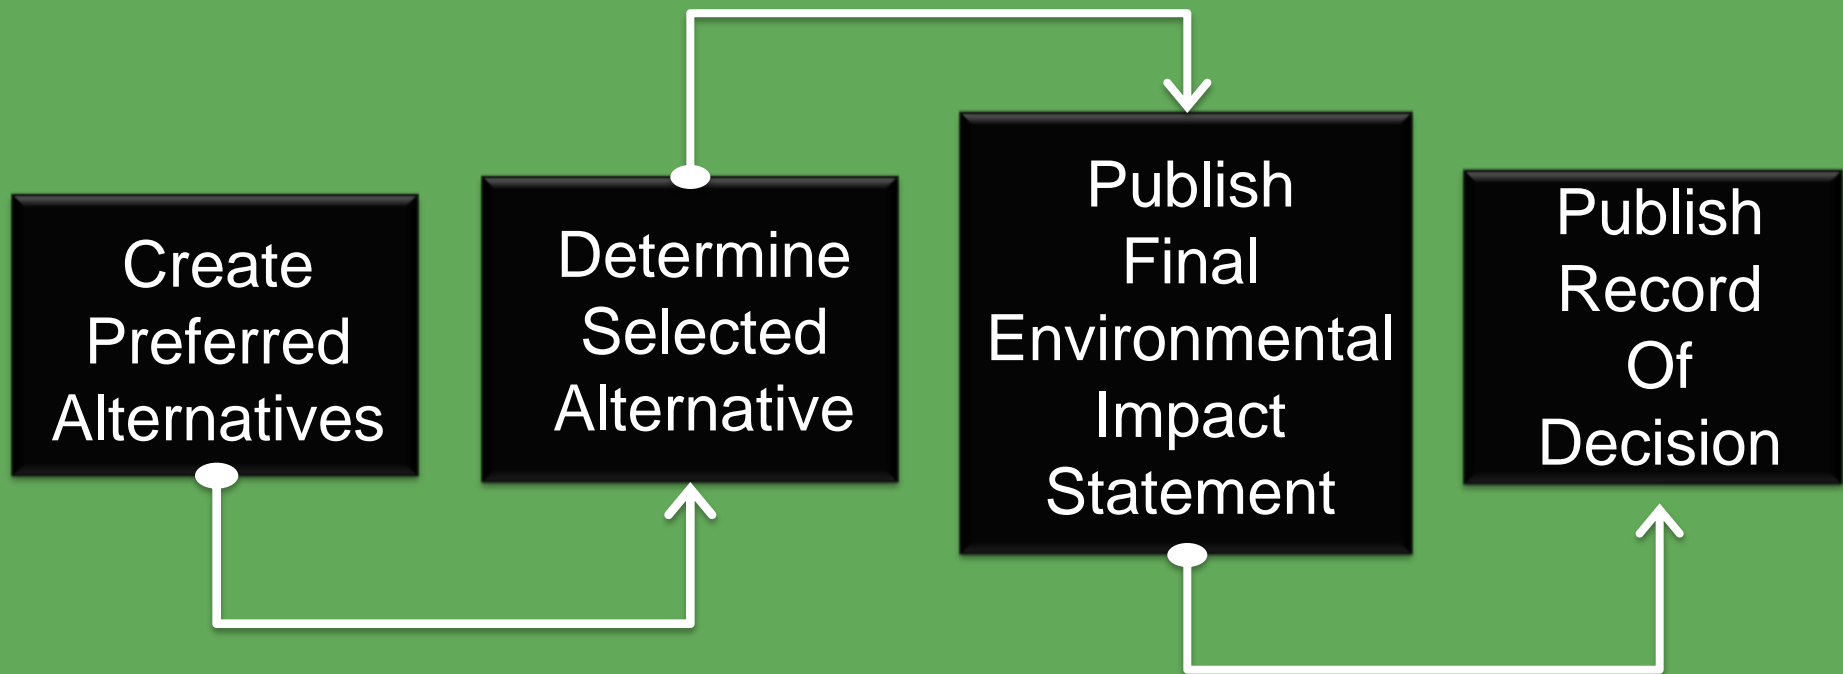 Create
Preferred
Alternatives
Determine
Selected
Alternative
Publish
Final
Environmental
Impact
Statement
Publish
Record
Of
Decision